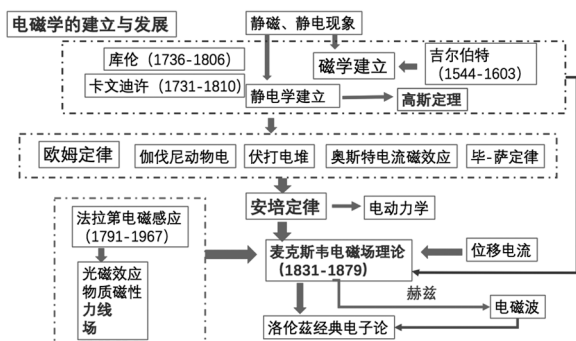 电磁学的建立与发展
静磁、静电现象
库伦（1736-1806）
卡文迪许（1731-1810）
磁学建立
吉尔伯特
（1544-1603）
静电学建立
高斯定理
欧姆定律
伽伐尼动物电
伏打电堆
奥斯特电流磁效应
毕-萨定律
安培定律
电动力学
法拉第电磁感应
（1791-1967）
光磁效应
物质磁性
力线
场
麦克斯韦电磁场理论
（1831-1879）
位移电流
赫兹
电磁波
洛伦兹经典电子论